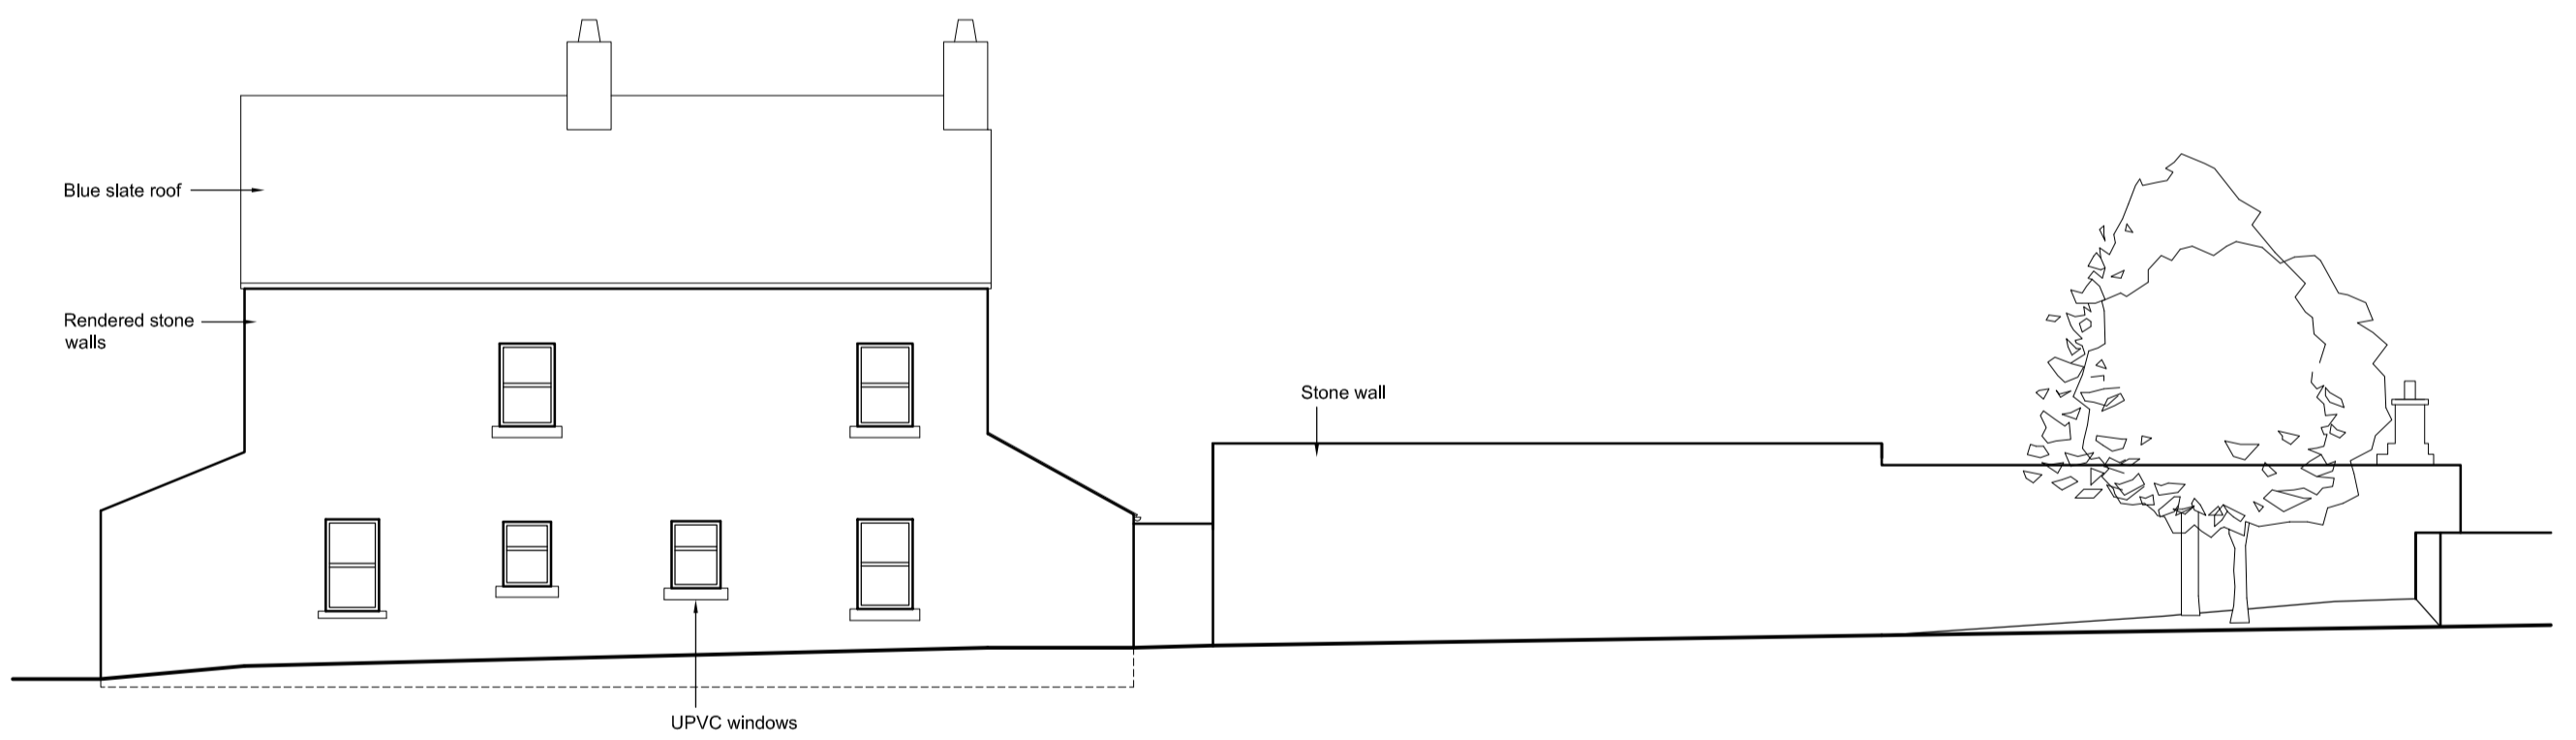 Blue slate roof
Rendered stone
walls
Stone wall
UPVC windows